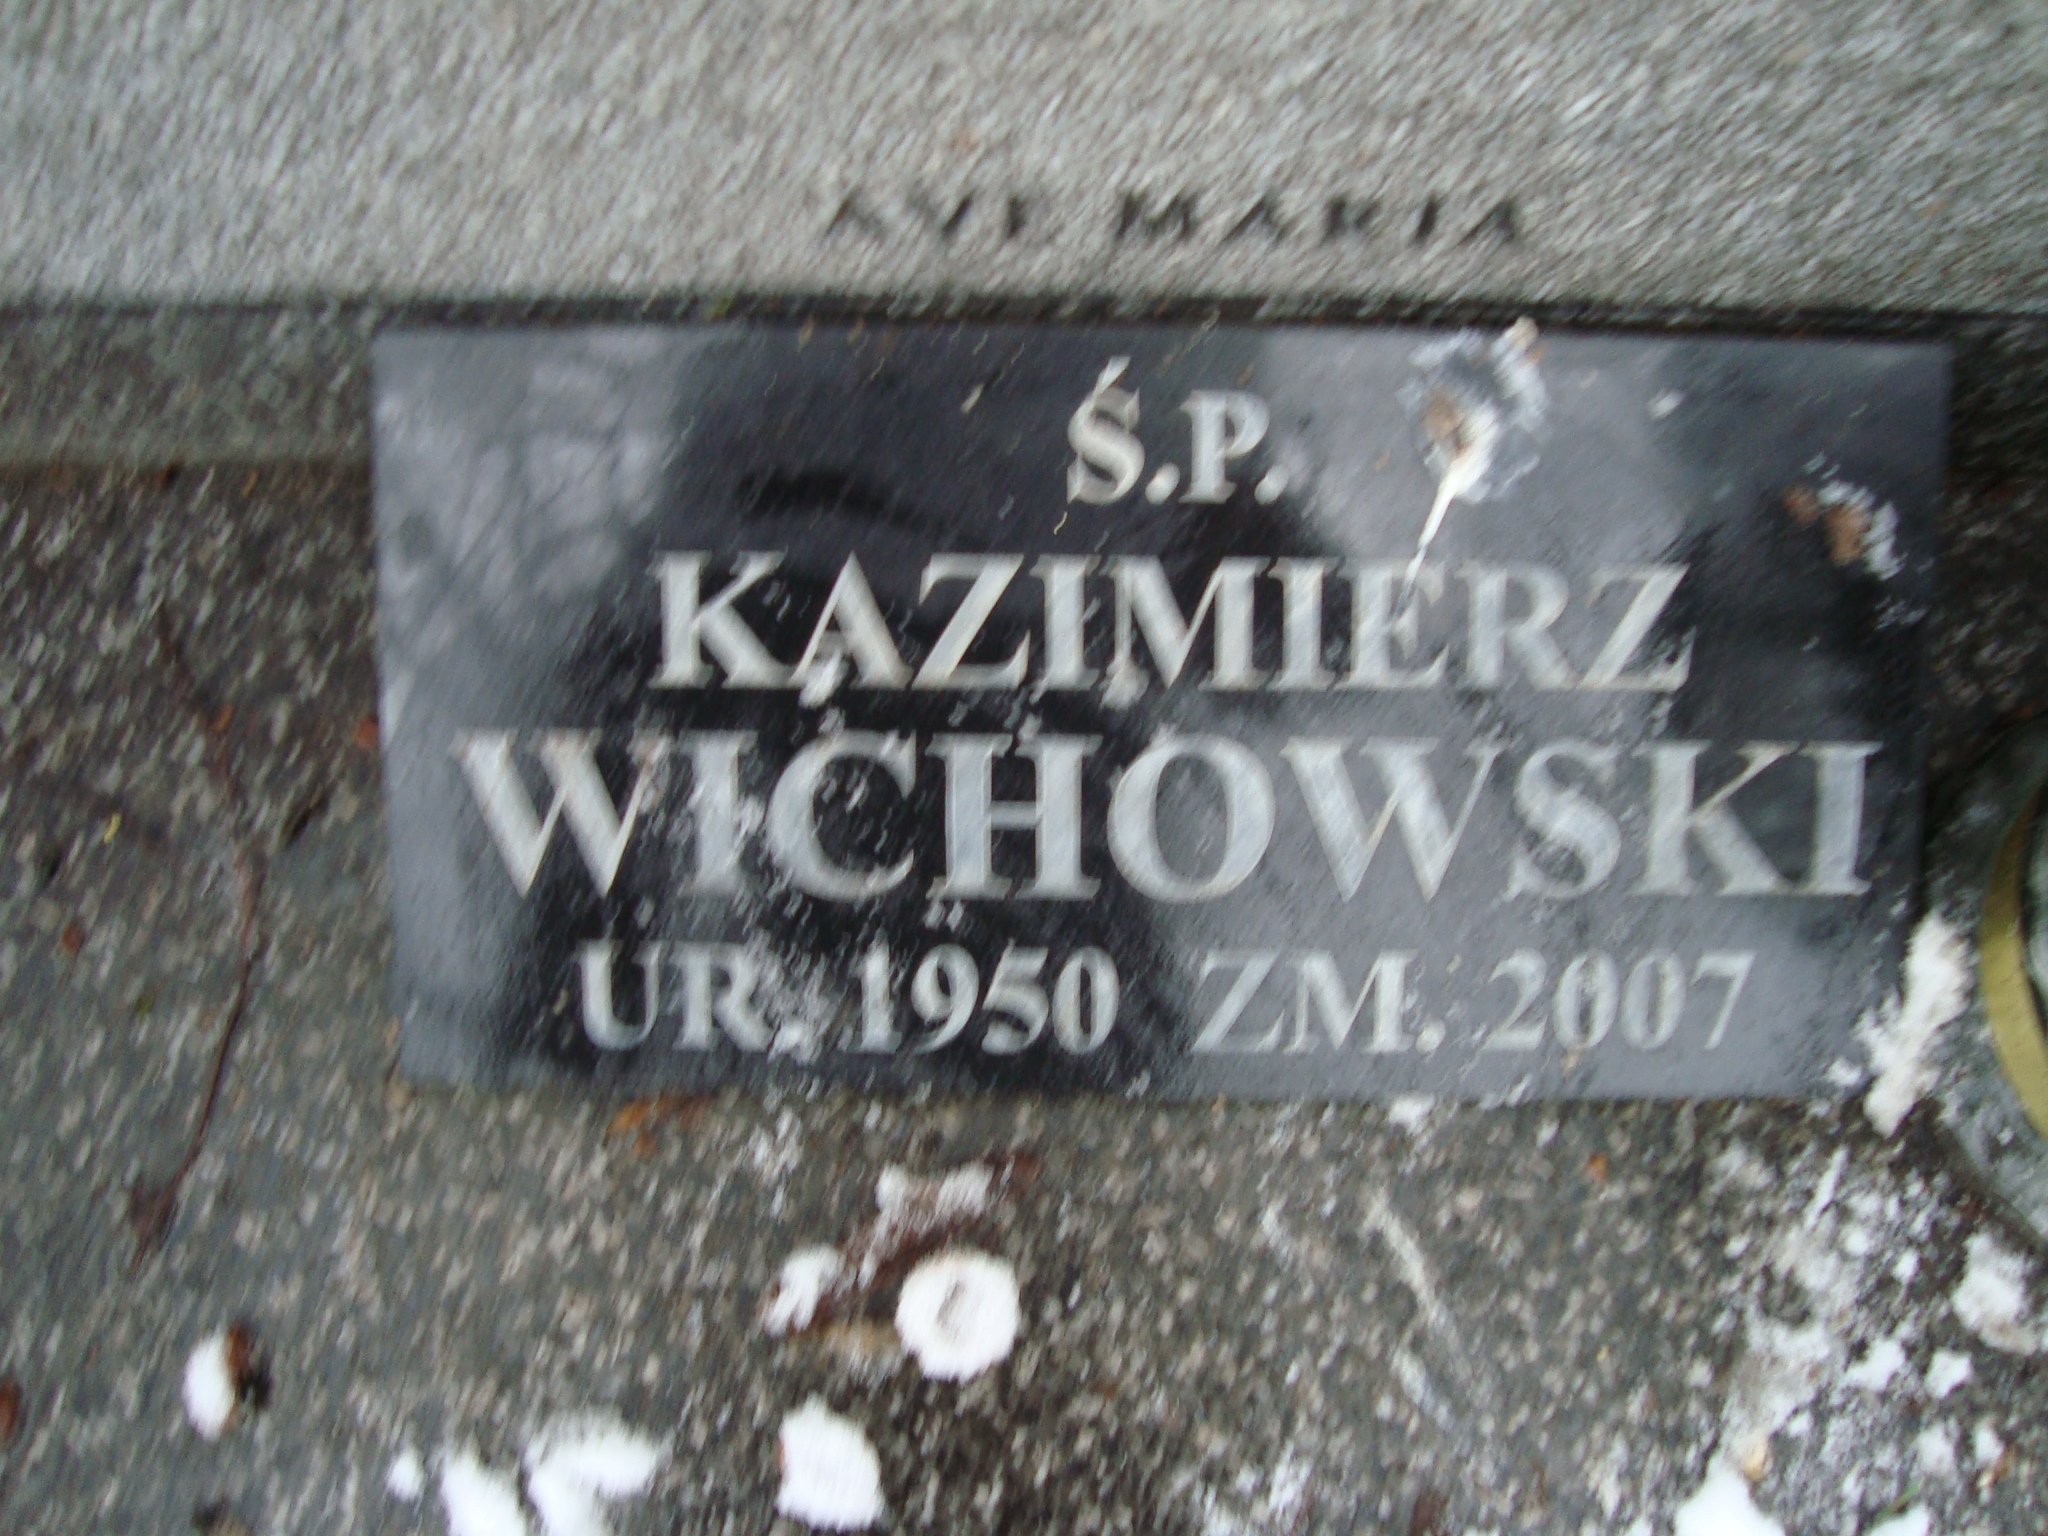 AVE MARIA
Ś.P.
KAZIMIERZ
WICHOWSKI
UR. 1950 ZM. 2007